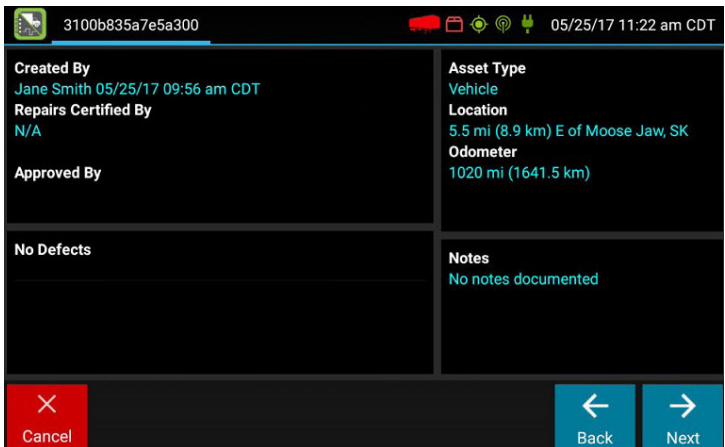 3100b835a7e5a300
05/25/17 11:22 am CDT
Created By
Jane Smith 05/25/17 09:56 am CDT
Repairs Certified By
N/A
Approved By
Asset Type
Vehicle
Location
5.5 mi (8.9 km) E of Moose Jaw, SK
Odometer
1020 mi (1641.5 km)
No Defects
Notes
No notes documented
Cancel
Back
Next